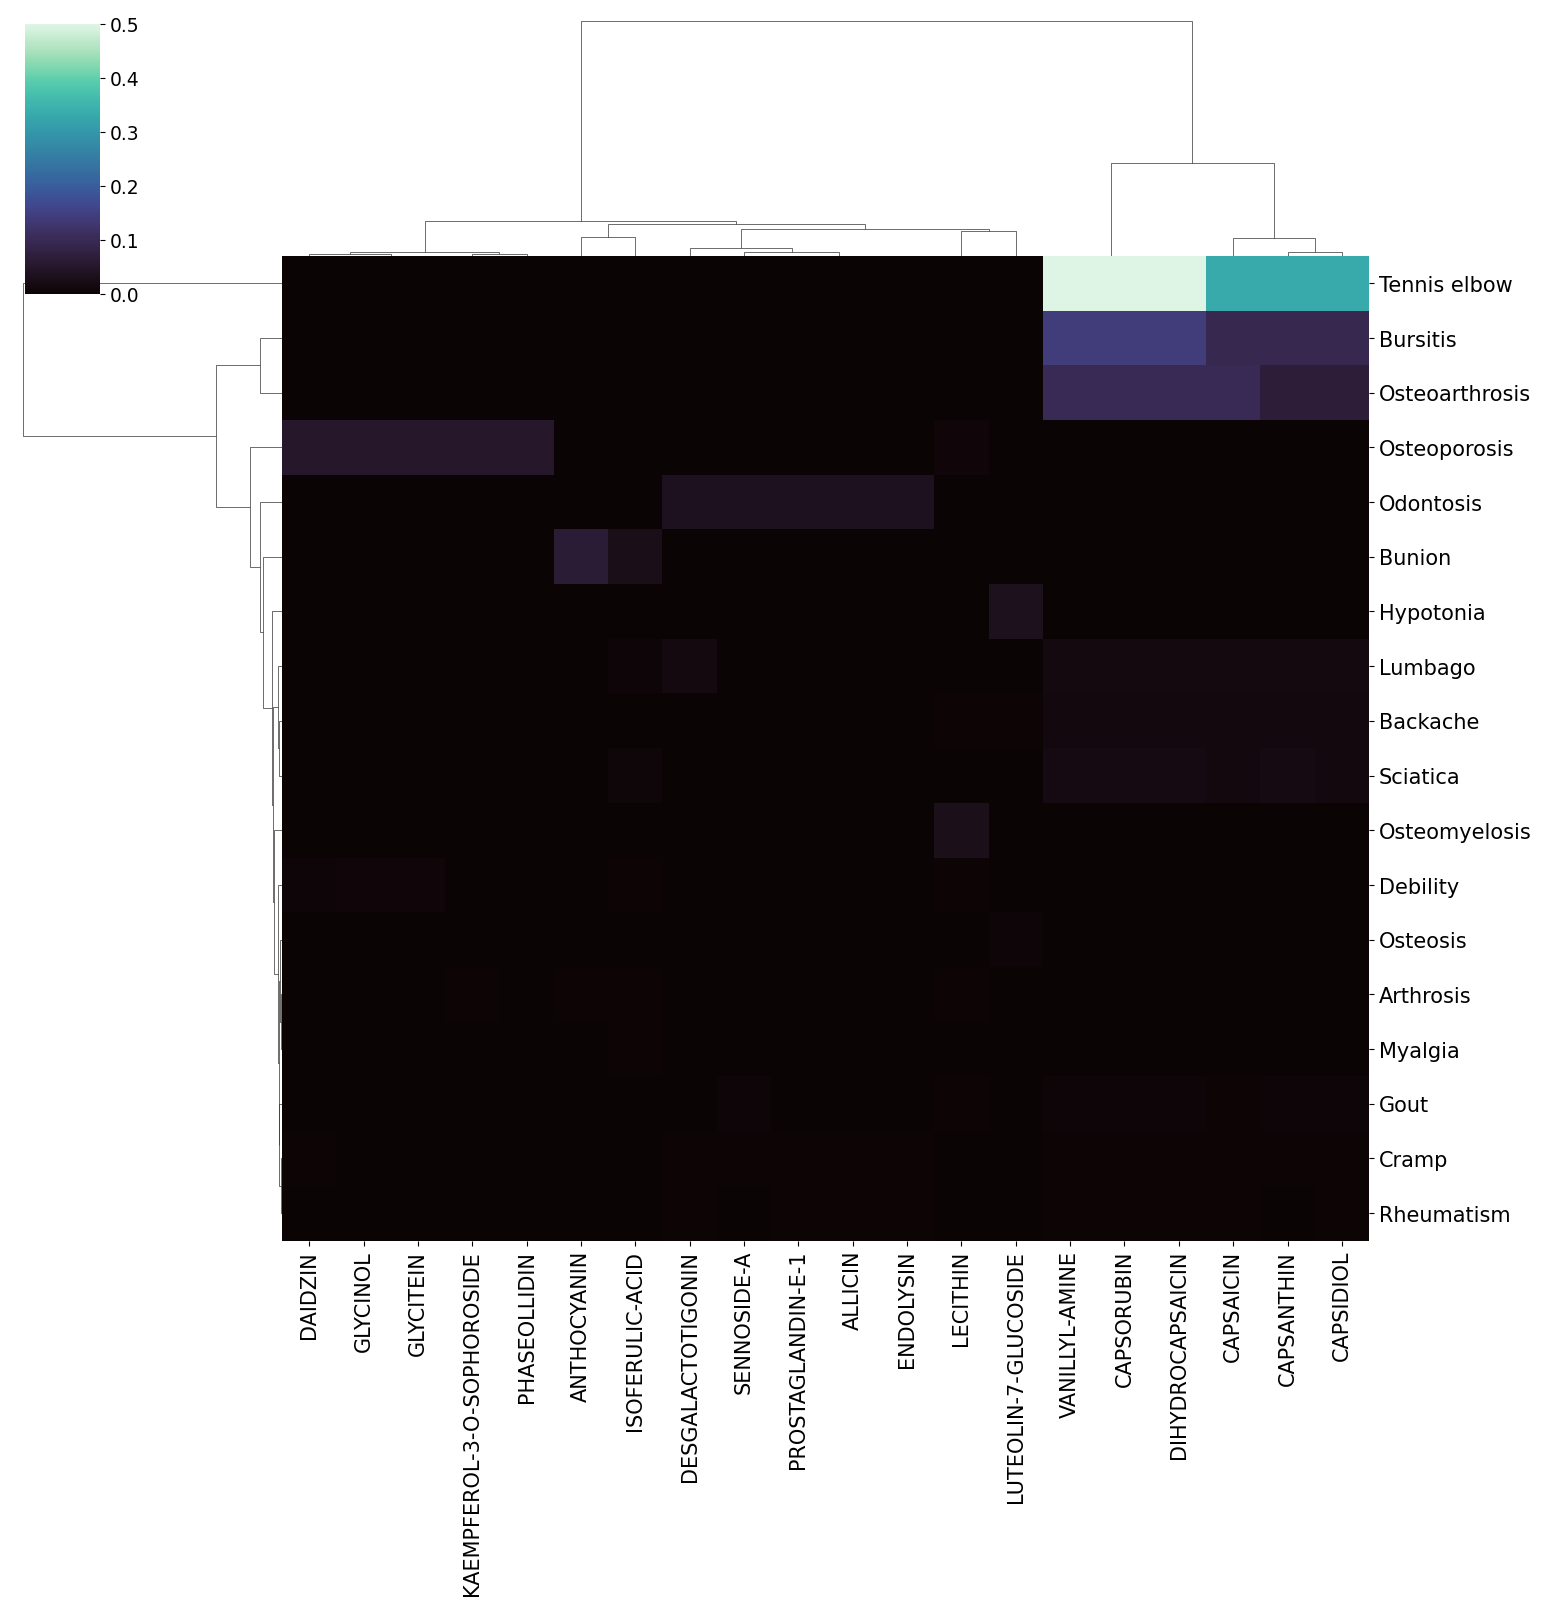 0.5
0.4
0.3
0.2
0.1
0.0
Tennis elbow
Bursitis
Osteoarthrosis
Osteoporosis
Odontosis
Bunion
Hypotonia
Lumbago
Backache
Sciatica
Osteomyelosis
Debility
Osteosis
Arthrosis
Myalgia
Gout
Cramp
Rheumatism
DAIDZIN
GLYCINOL
GLYCITEIN
KAEMPFEROL-3-O-SOPHOROSIDE
PHASEOLLIDIN
ANTHOCYANIN
ISOFERULIC-ACID
DESGALACTOTIGONIN
SENNOSIDE-A
PROSTAGLANDIN-E-1
ALLICIN
ENDOLYSIN
LECITHIN
LUTEOLIN-7-GLUCOSIDE
VANILLYL-AMINE
CAPSORUBIN
DIHYDROCAPSAICIN
CAPSAICIN
CAPSANTHIN
CAPSIDIOL